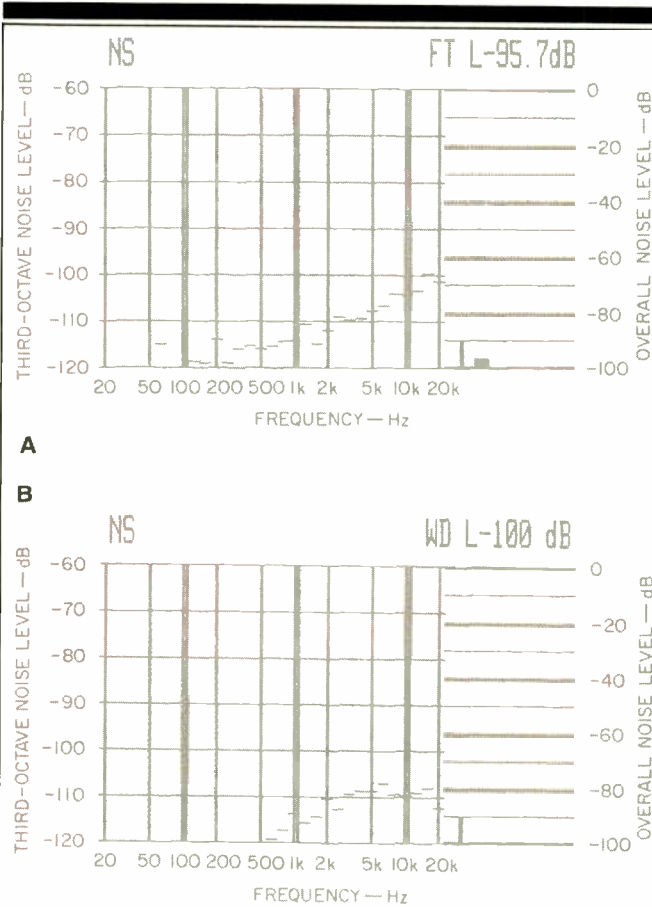 NS FT L-95.7dB
THIRD-OCTAVE NOISE LEVEL — dB
-60
-70
-80
-90
-100
-110
-120
0
-20
-40
-60
-80
-100
OVERALL NOISE LEVEL — dB
20 50 100 200 500 1k 2k 5k 10k 20k
FREQUENCY — Hz
A
B
NS WD L-100 dB
THIRD-OCTAVE NOISE LEVEL — dB
-60
-70
-80
-90
-100
-110
-120
0
-20
-40
-60
-80
-100
OVERALL NOISE LEVEL — dB
20 50 100 200 500 1k 2k 5k 10k 20k
FREQUENCY — Hz